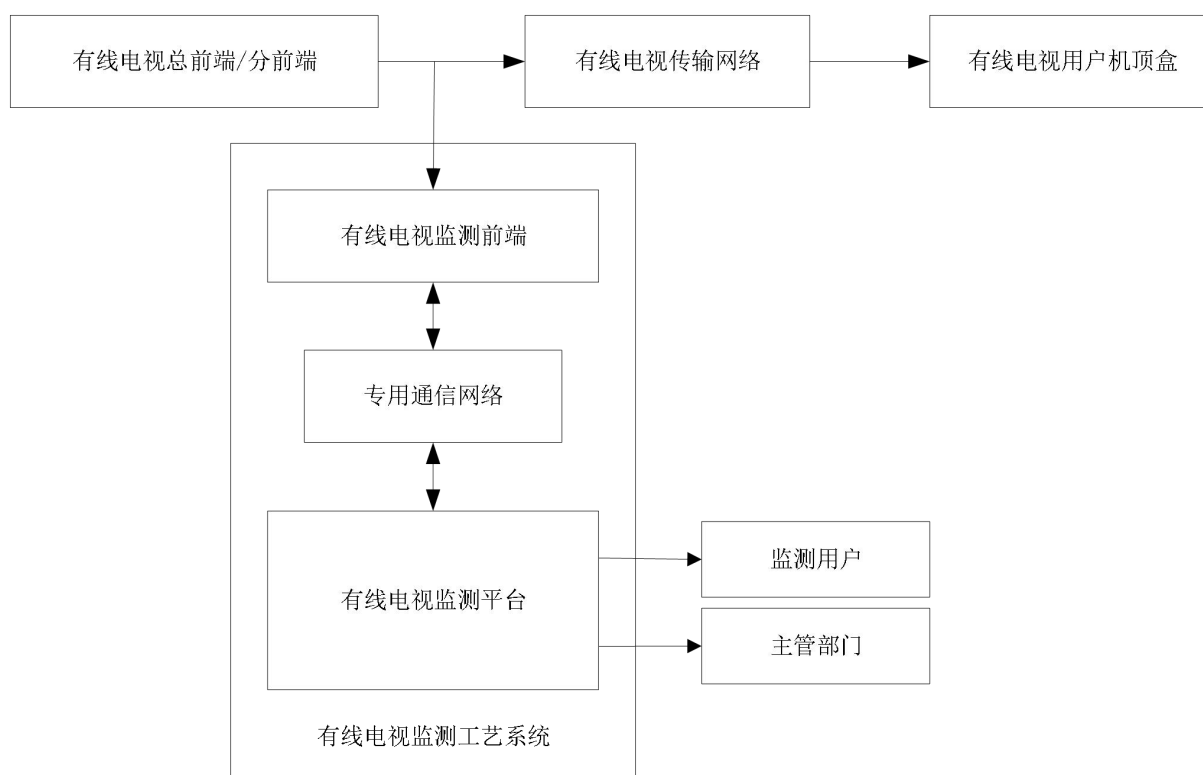 有线电视总前端/分前端
有线电视传输网络
有线电视用户机顶盒
有线电视监测前端
专用通信网络
有线电视监测平台
监测用户
主管部门
有线电视监测工艺系统